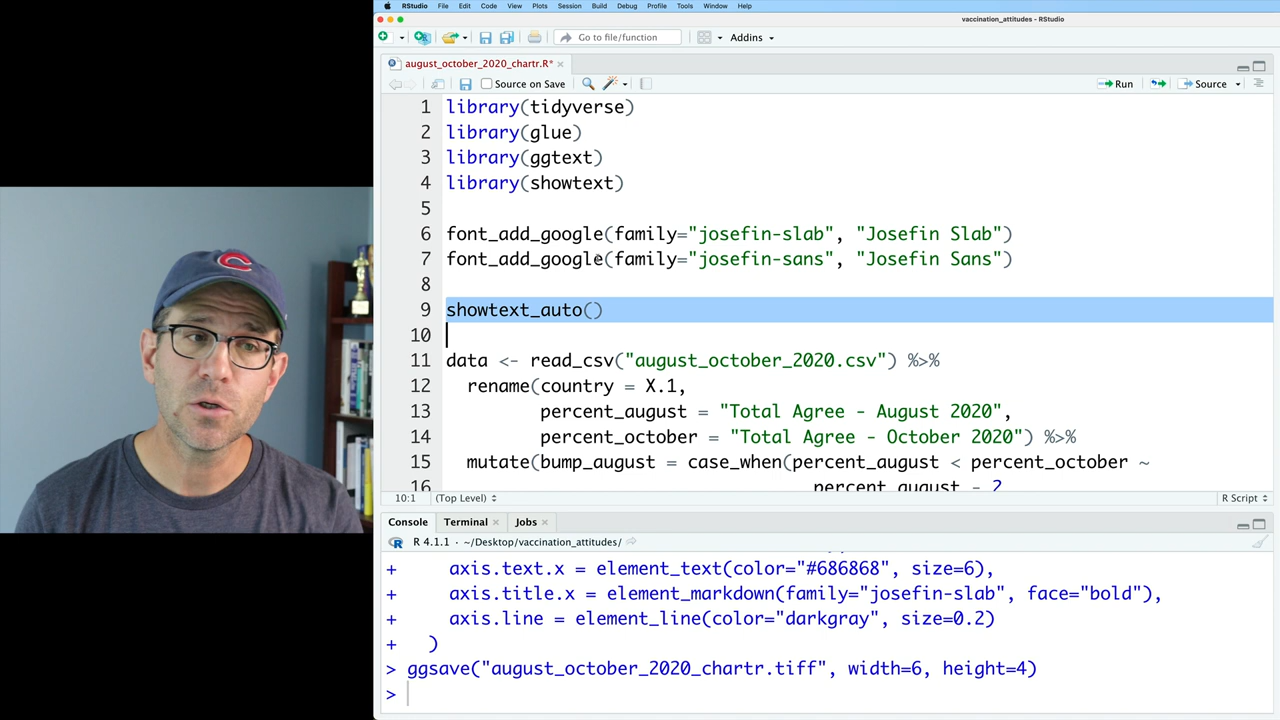 RStudio File Edit Code View Plots Session Build Debug Profile Tools Window Help
vaccination_attitudes - RStudio
Go to file/function Addins
august_october_2020_chartr.R*
Source on Save Run Source
1 library(tidyverse)
2 library(glue)
3 library(ggtext)
4 library(showtext)
5
6 font_add_google(family="josefin-slab", "Josefin Slab")
7 font_add_google(family="josefin-sans", "Josefin Sans")
8
9 showtext_auto()
10
11 data <- read_csv("august_october_2020.csv") %>%
12 rename(country = X.1,
13 percent_august = "Total Agree - August 2020",
14 percent_october = "Total Agree - October 2020") %>%
15 mutate(bump_august = case_when(percent_august < percent_october ~
16 percent_august - 2
10:1 (Top Level) R Script
Console Terminal Jobs
R 4.1.1 · ~/Desktop/vaccination_attitudes/
+ axis.text.x = element_text(color="#686868", size=6),
+ axis.title.x = element_markdown(family="josefin-slab", face="bold"),
+ axis.line = element_line(color="darkgray", size=0.2)
+ )
> ggsave("august_october_2020_chartr.tiff", width=6, height=4)
>